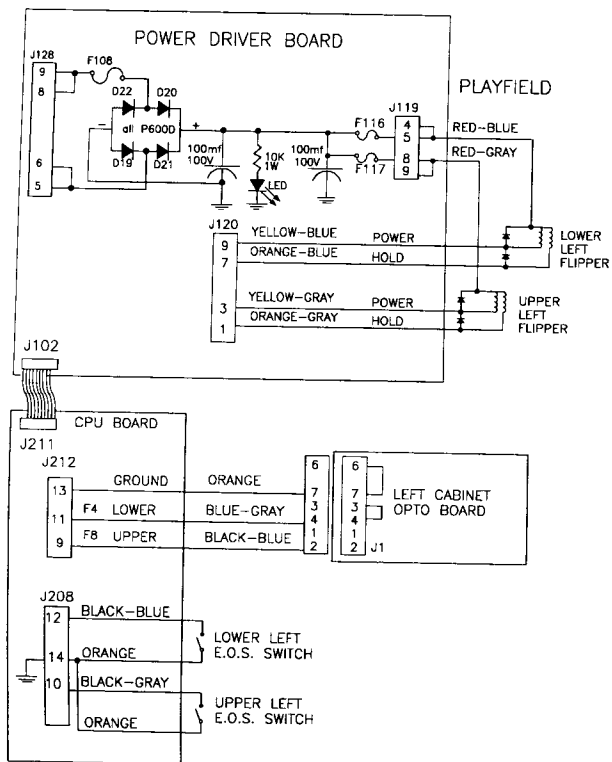 POWER DRIVER BOARD
J128
F108
9
8
6
5
D22
D20
all P600D
D19
D21
−
+
100mf
100V
10K
1W
LED
100mf
100V
F116
F117
J119
4
5
8
9
PLAYFIELD
RED-BLUE
RED-GRAY
J120
9
7
3
1
YELLOW-BLUE POWER
ORANGE-BLUE HOLD
LOWER
LEFT
FLIPPER
YELLOW-GRAY POWER
ORANGE-GRAY HOLD
UPPER
LEFT
FLIPPER
J102
J211
CPU BOARD
J212
13 GROUND ORANGE
11 F4 LOWER BLUE-GRAY
9 F8 UPPER BLACK-BLUE
6
7
3
4
1
2
6
7
3
4
1
2
J1
LEFT CABINET
OPTO BOARD
J208
12 BLACK-BLUE
14 ORANGE
LOWER LEFT
E.O.S. SWITCH
10 BLACK-GRAY
ORANGE
UPPER LEFT
E.O.S. SWITCH